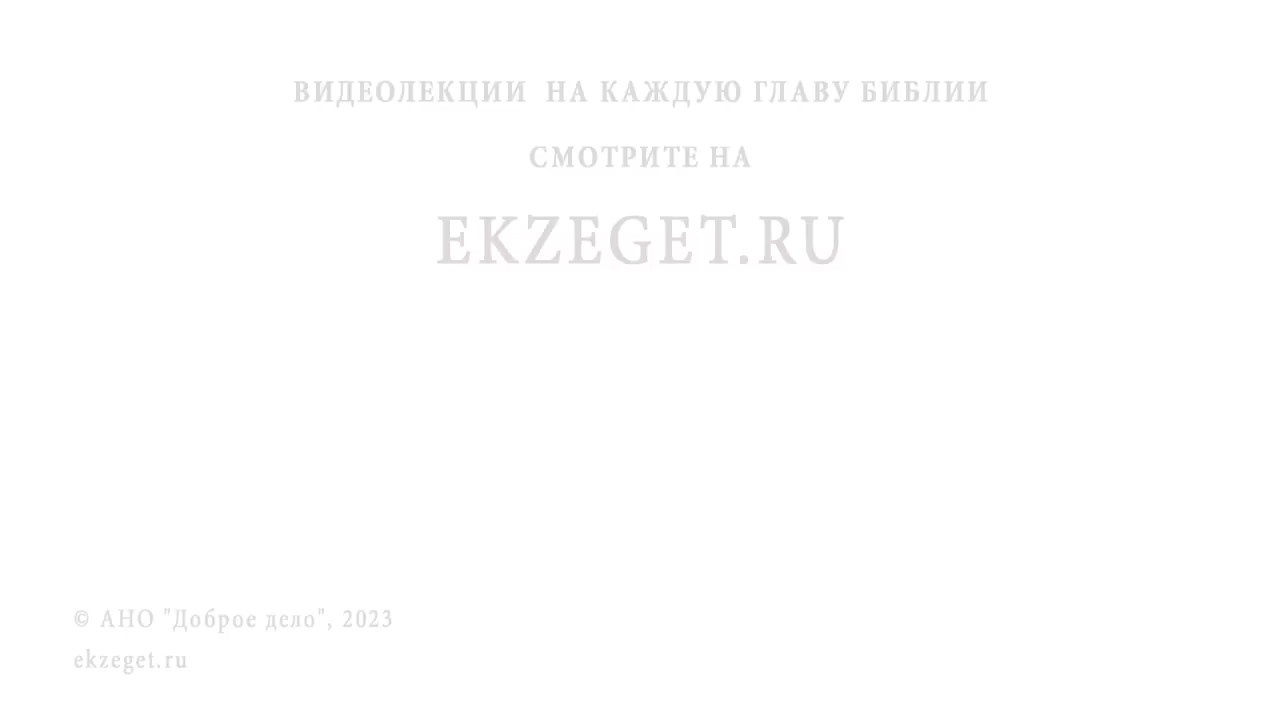 ВИДЕОЛЕКЦИИ НА КАЖДУЮ ГЛАВУ БИБЛИИ
СМОТРИТЕ НА
EKZEGET.RU
© АНО "Доброе дело", 2023
ekzeget.ru